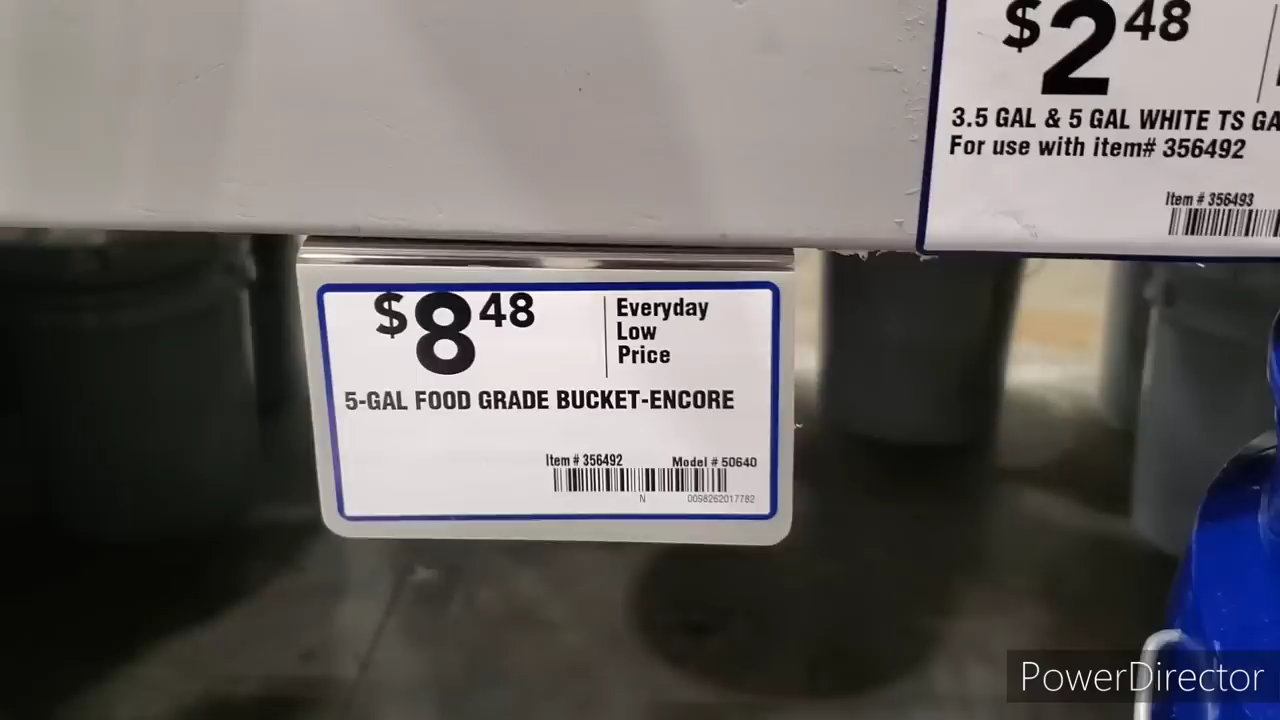 $8 48
Everyday
Low
Price
5-GAL FOOD GRADE BUCKET-ENCORE
Item # 356492 Model # 50640
N 0098262017782
$2 48
3.5 GAL & 5 GAL WHITE TS
For use with item# 356492
Item # 356493
PowerDirector